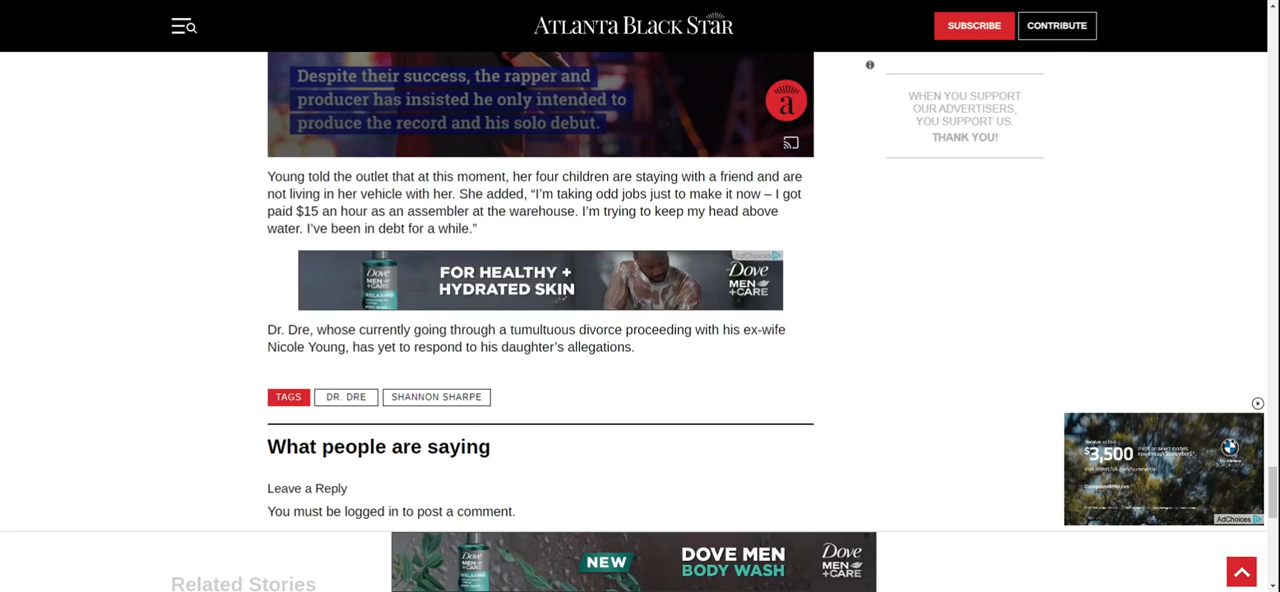 ATLANTA BLACK STAR
SUBSCRIBE
CONTRIBUTE
Despite their success, the rapper and
producer has insisted he only intended to
produce the record and his solo debut.
a
WHEN YOU SUPPORT
OUR ADVERTISERS,
YOU SUPPORT US.
THANK YOU!
Young told the outlet that at this moment, her four children are staying with a friend and are
not living in her vehicle with her. She added, “I’m taking odd jobs just to make it now – I got
paid $15 an hour as an assembler at the warehouse. I’m trying to keep my head above
water. I’ve been in debt for a while.”
Dove
MEN
+CARE
RELAXING
FOR HEALTHY +
HYDRATED SKIN
AdChoices
Dove
MEN
+CARE
Dr. Dre, whose currently going through a tumultuous divorce proceeding with his ex-wife
Nicole Young, has yet to respond to his daughter’s allegations.
TAGS
DR. DRE
SHANNON SHARPE
What people are saying
Leave a Reply
You must be logged in to post a comment.
$3,500
AdChoices
Related Stories
Dove
MEN
+CARE
RELAXING
NEW
DOVE MEN
BODY WASH
Dove
MEN
+CARE